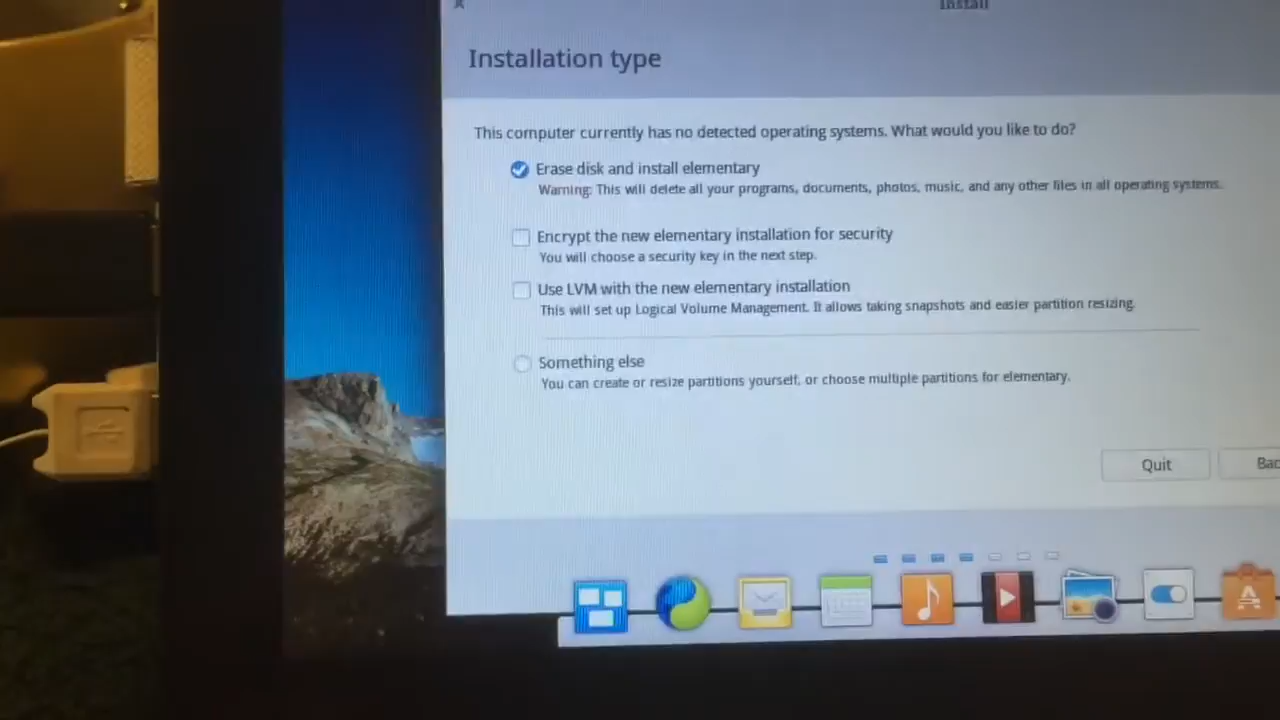 Install
Installation type
This computer currently has no detected operating systems. What would you like to do?
Erase disk and install elementary
Warning: This will delete all your programs, documents, photos, music, and any other files in all operating systems.
Encrypt the new elementary installation for security
You will choose a security key in the next step.
Use LVM with the new elementary installation
This will set up Logical Volume Management. It allows taking snapshots and easier partition resizing.
Something else
You can create or resize partitions yourself, or choose multiple partitions for elementary.
Quit